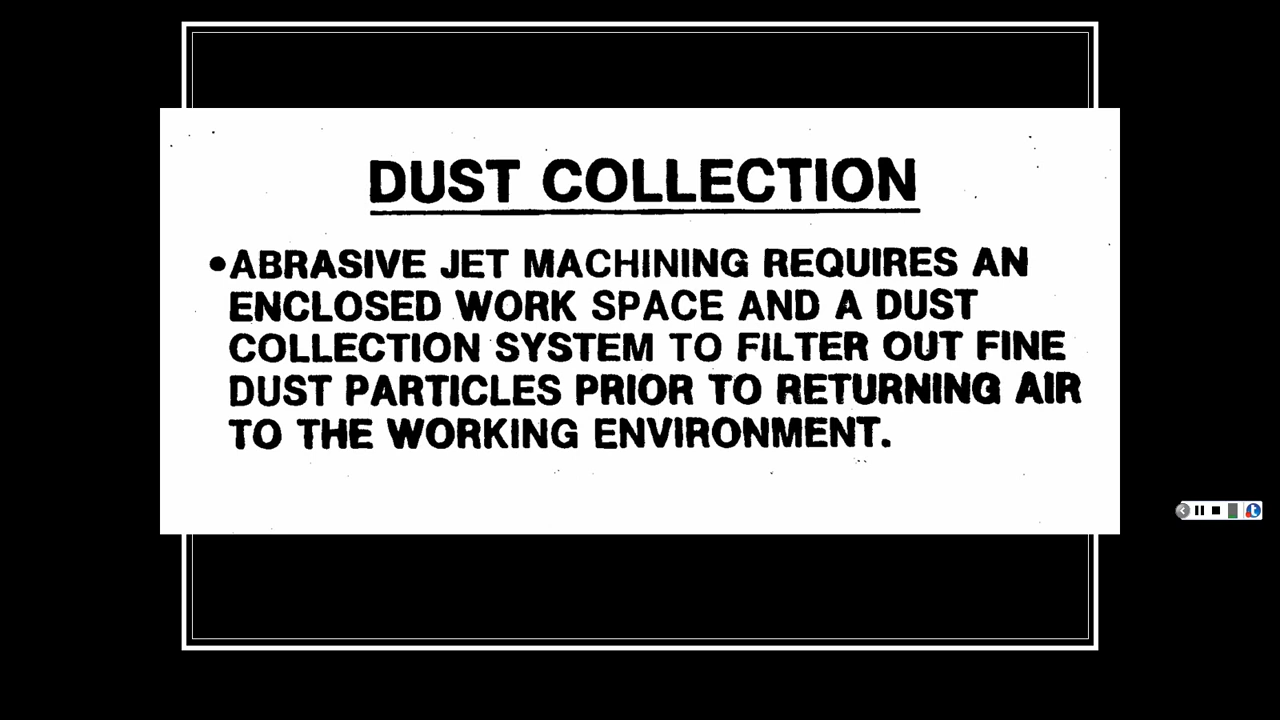 DUST COLLECTION
•ABRASIVE JET MACHINING REQUIRES AN
ENCLOSED WORK SPACE AND A DUST
COLLECTION SYSTEM TO FILTER OUT FINE
DUST PARTICLES PRIOR TO RETURNING AIR
TO THE WORKING ENVIRONMENT.
t